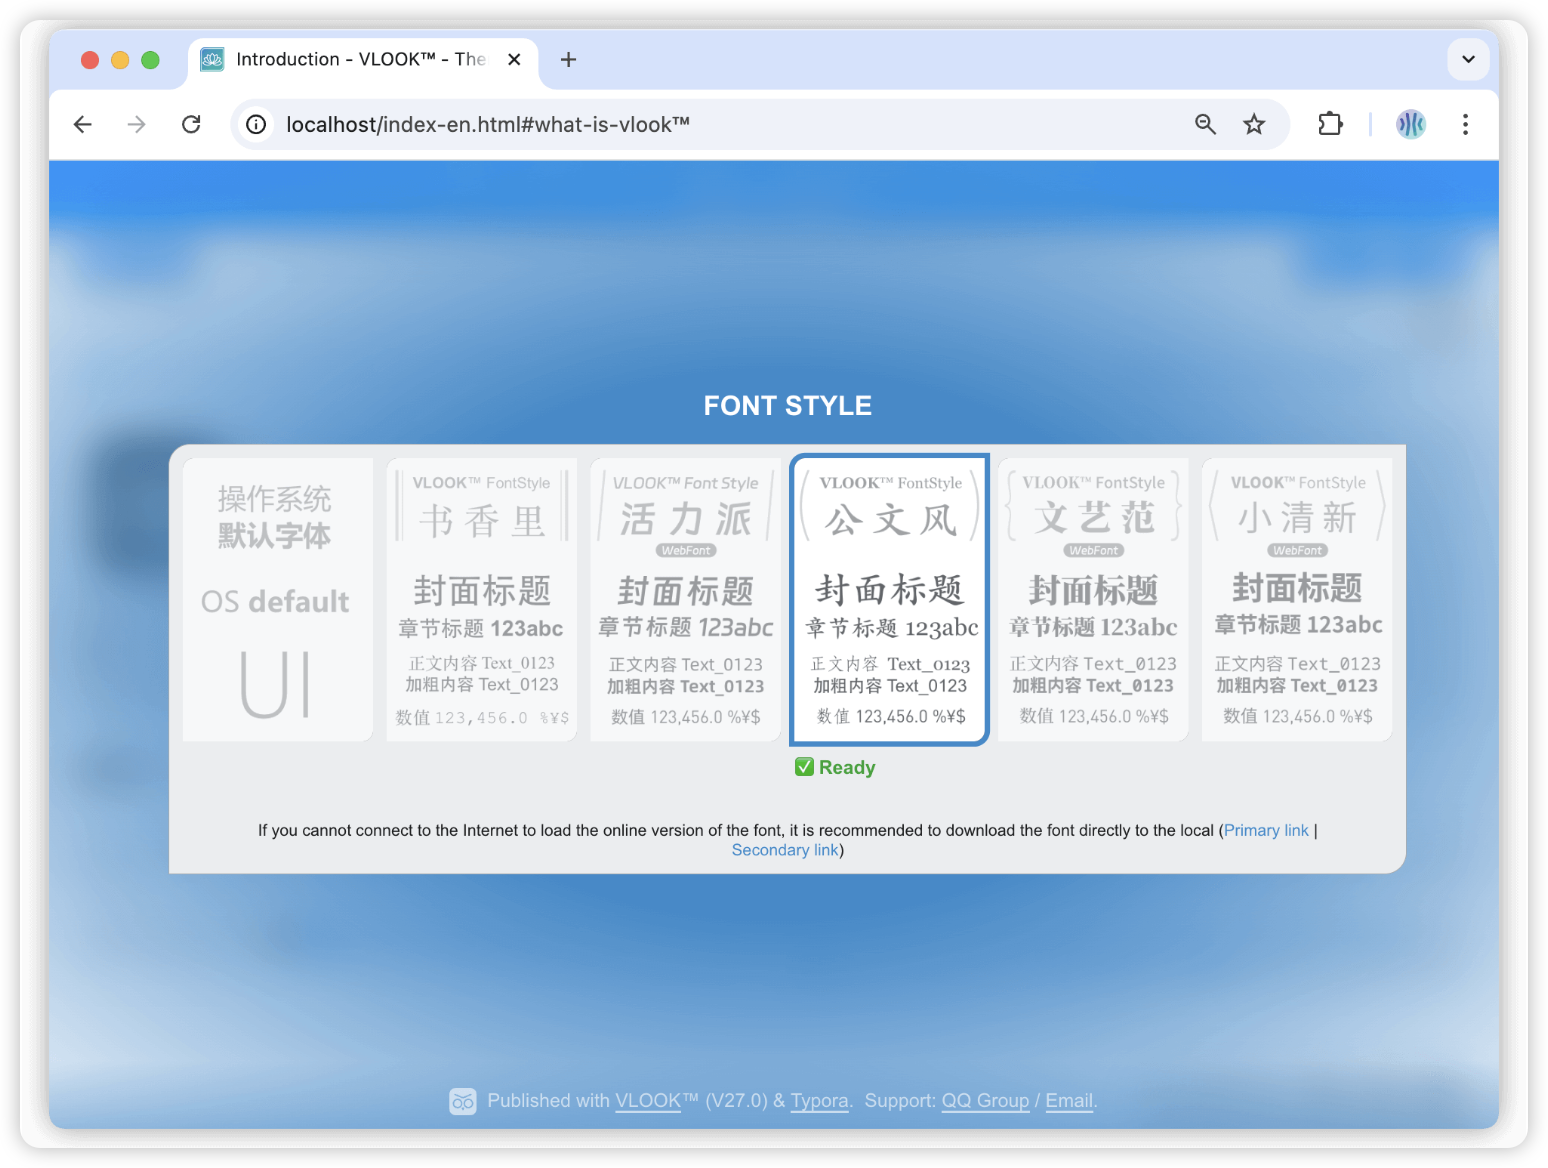 Introduction - VLOOK™ - The
localhost/index-en.html#what-is-vlook™
FONT STYLE
操作系统
默认字体
OS default
UI
VLOOK™ FontStyle
书香里
封面标题
章节标题 123abc
正文内容 Text_0123
加粗内容 Text_0123
数值 123,456.0 %¥$
VLOOK™ Font Style
活力派
WebFont
封面标题
章节标题 123abc
正文内容 Text_0123
加粗内容 Text_0123
数值 123,456.0 %¥$
VLOOK™ FontStyle
公文风
封面标题
章节标题 123abc
正文内容 Text_0123
加粗内容 Text_0123
数值 123,456.0 %¥$
✅ Ready
VLOOK™ FontStyle
文艺范
WebFont
封面标题
章节标题 123abc
正文内容 Text_0123
加粗内容 Text_0123
数值 123,456.0 %¥$
VLOOK™ FontStyle
小清新
WebFont
封面标题
章节标题 123abc
正文内容 Text_0123
加粗内容 Text_0123
数值 123,456.0 %¥$
If you cannot connect to the Internet to load the online version of the font, it is recommended to download the font directly to the local (Primary link |
Secondary link)
Published with VLOOK™ (V27.0) & Typora. Support: QQ Group / Email.